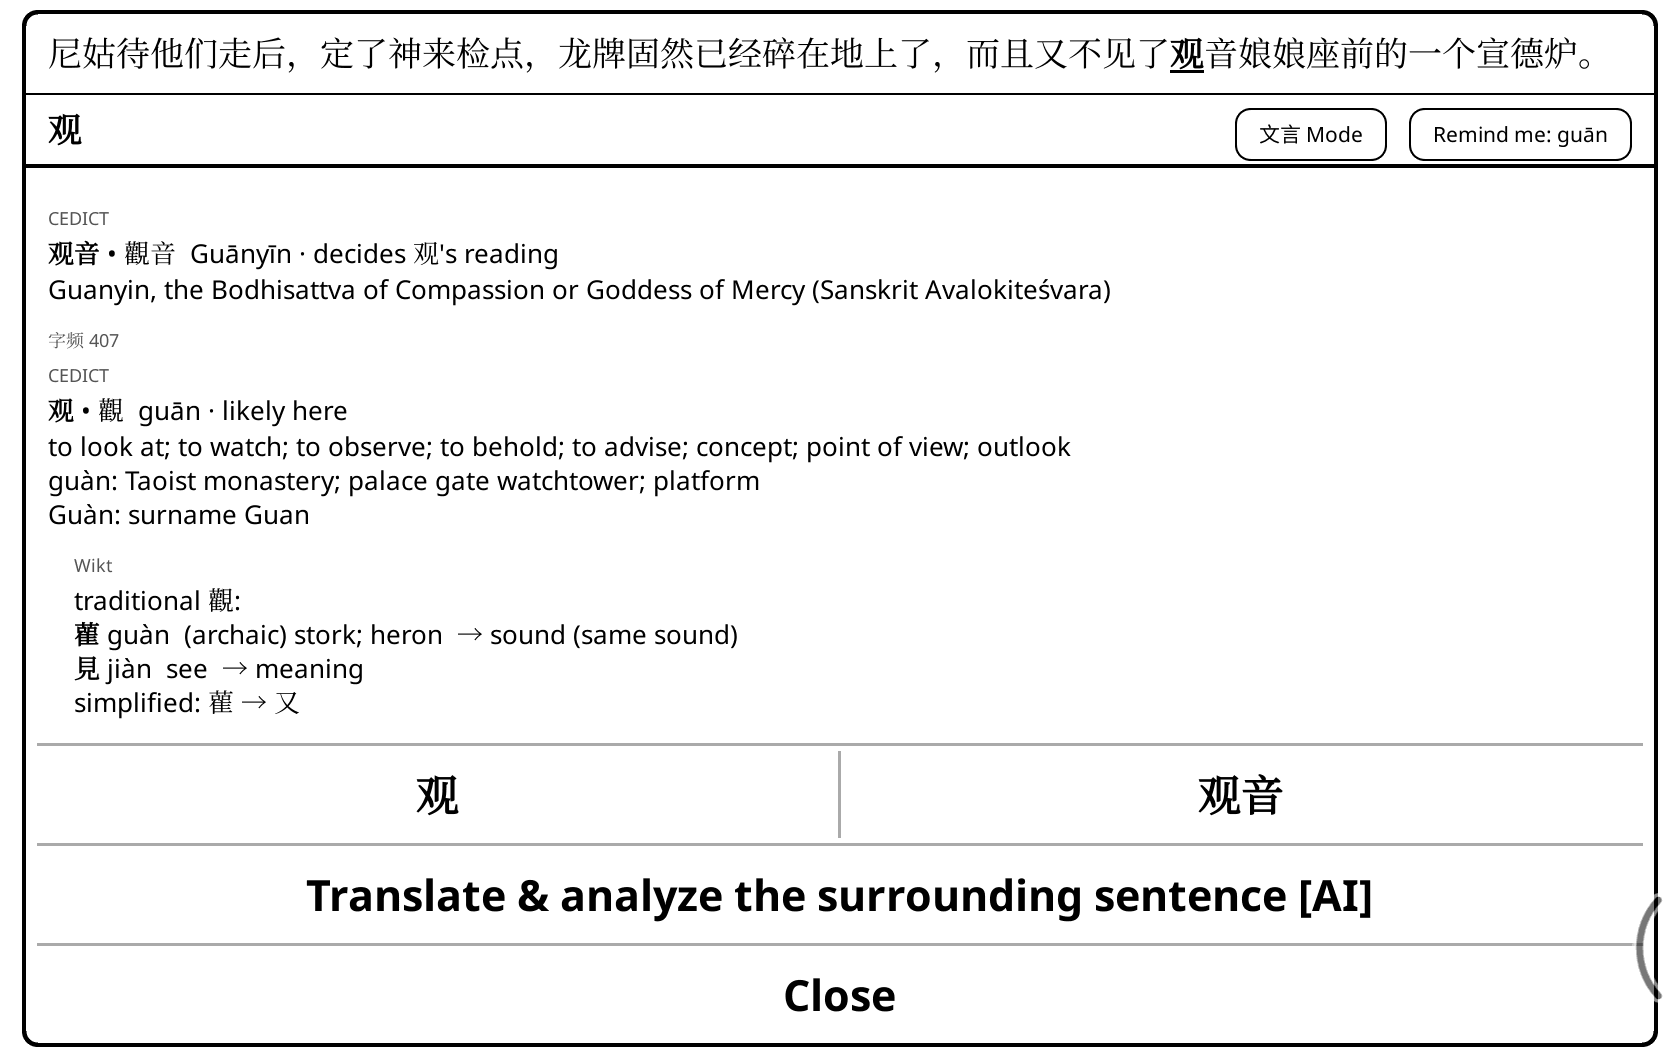 尼姑待他们走后，定了神来检点，龙牌固然已经碎在地上了，而且又不见了观音娘娘座前的一个宣德炉。
观
文言 Mode
Remind me: guān
CEDICT
观音 • 觀音 Guānyīn · decides 观's reading
Guanyin, the Bodhisattva of Compassion or Goddess of Mercy (Sanskrit Avalokiteśvara)
字频 407
CEDICT
观 • 觀 guān · likely here
to look at; to watch; to observe; to behold; to advise; concept; point of view; outlook
guàn: Taoist monastery; palace gate watchtower; platform
Guàn: surname Guan
Wikt
traditional 觀:
雚 guàn (archaic) stork; heron → sound (same sound)
見 jiàn see → meaning
simplified: 雚 → 又
观
观音
Translate & analyze the surrounding sentence [AI]
Close